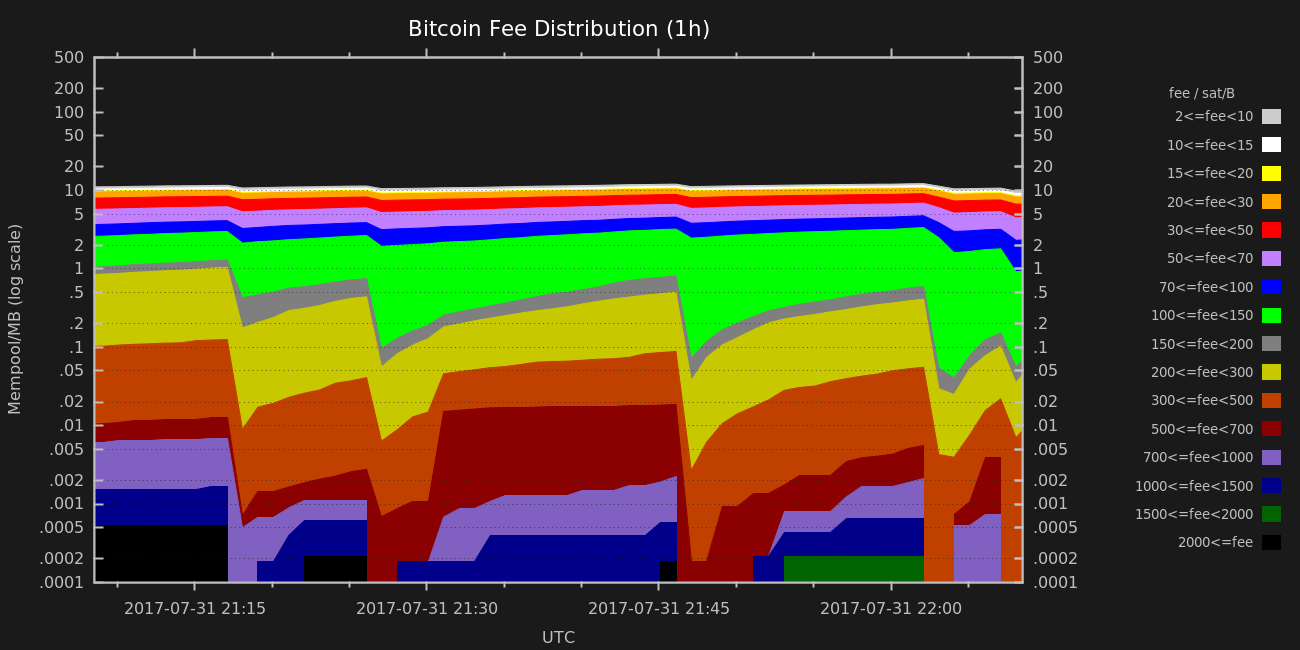 Bitcoin Fee Distribution (1h)
500 500
200 200
100 100
50 50
20 20
10 10
5 5
2 2
1 1
.5 .5
.2 .2
.1 .1
.05 .05
.02 .02
.01 .01
.005 .005
.002 .002
.001 .001
.0005 .0005
.0002 .0002
.0001 .0001
Mempool/MB (log scale)
2017-07-31 21:15 2017-07-31 21:30 2017-07-31 21:45 2017-07-31 22:00
UTC
fee / sat/B
2<=fee<10
10<=fee<15
15<=fee<20
20<=fee<30
30<=fee<50
50<=fee<70
70<=fee<100
100<=fee<150
150<=fee<200
200<=fee<300
300<=fee<500
500<=fee<700
700<=fee<1000
1000<=fee<1500
1500<=fee<2000
2000<=fee